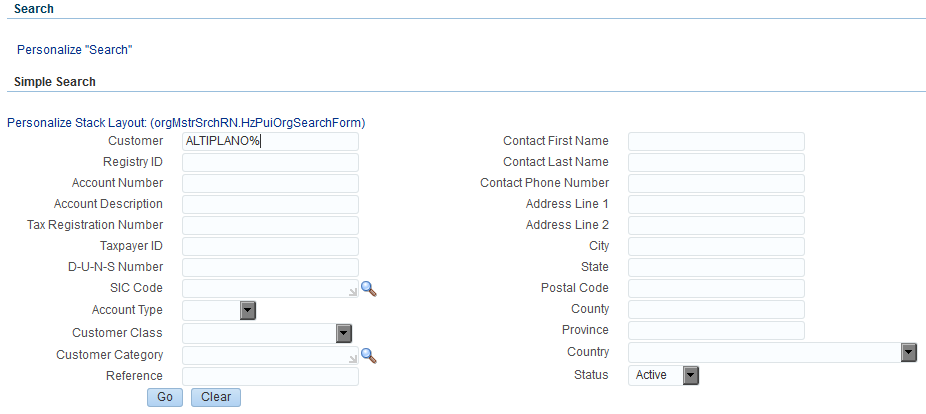 Search
Personalize "Search"
Simple Search
Personalize Stack Layout: (orgMstrSrchRN.HzPuiOrgSearchForm)
Customer ALTIPLANO% Contact First Name
Registry ID Contact Last Name
Account Number Contact Phone Number
Account Description Address Line 1
Tax Registration Number Address Line 2
Taxpayer ID City
D-U-N-S Number State
SIC Code Postal Code
Account Type County
Customer Class Province
Customer Category Country
Reference Status Active
Go Clear